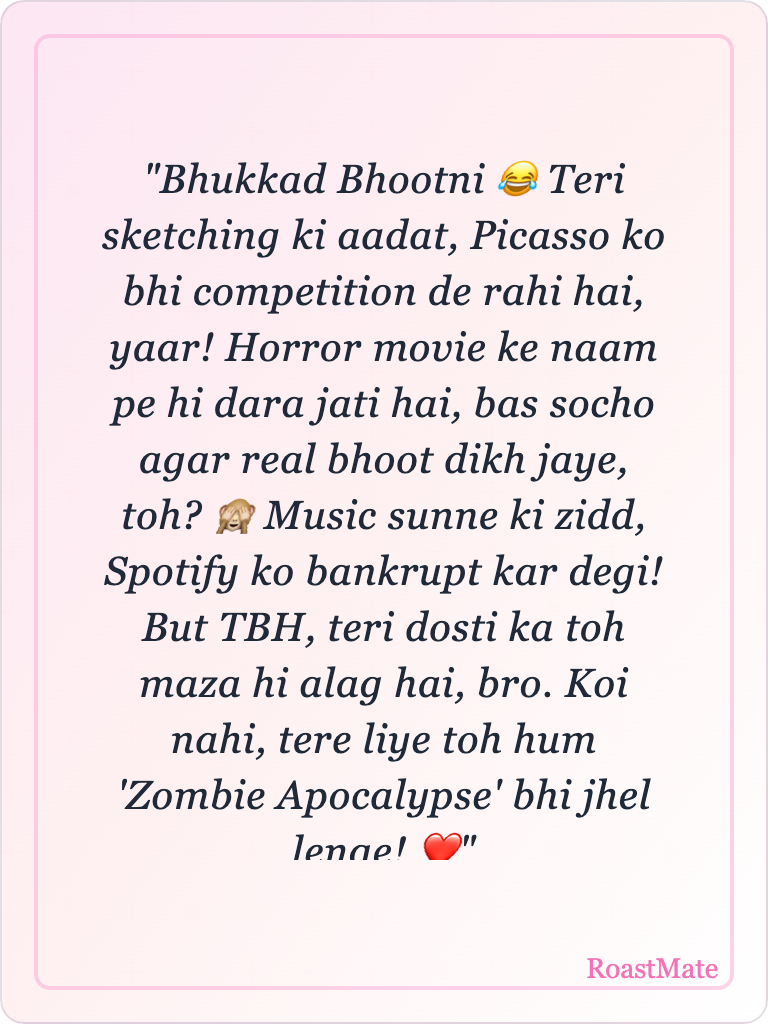 "Bhukkad Bhootni 😂 Teri
sketching ki aadat, Picasso ko
bhi competition de rahi hai,
yaar! Horror movie ke naam
pe hi dara jati hai, bas socho
agar real bhoot dikh jaye,
toh? 🙈 Music sunne ki zidd,
Spotify ko bankrupt kar degi!
But TBH, teri dosti ka toh
maza hi alag hai, bro. Koi
nahi, tere liye toh hum
'Zombie Apocalypse' bhi jhel
lenge! ❤️"
RoastMate